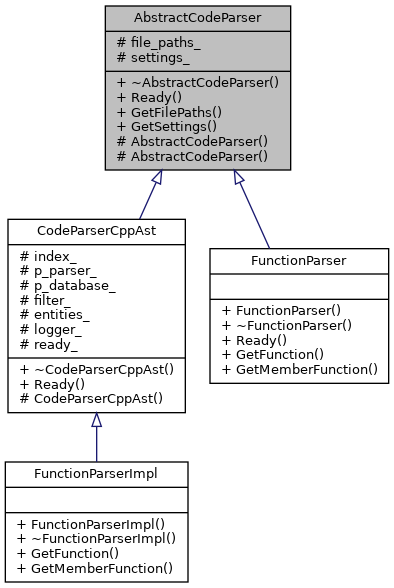 AbstractCodeParser
# file_paths_
# settings_
+ ~AbstractCodeParser()
+ Ready()
+ GetFilePaths()
+ GetSettings()
# AbstractCodeParser()
# AbstractCodeParser()
CodeParserCppAst
# index_
# p_parser_
# p_database_
# filter_
# entities_
# logger_
# ready_
+ ~CodeParserCppAst()
+ Ready()
# CodeParserCppAst()
FunctionParser
+ FunctionParser()
+ ~FunctionParser()
+ Ready()
+ GetFunction()
+ GetMemberFunction()
FunctionParserImpl
+ FunctionParserImpl()
+ ~FunctionParserImpl()
+ GetFunction()
+ GetMemberFunction()